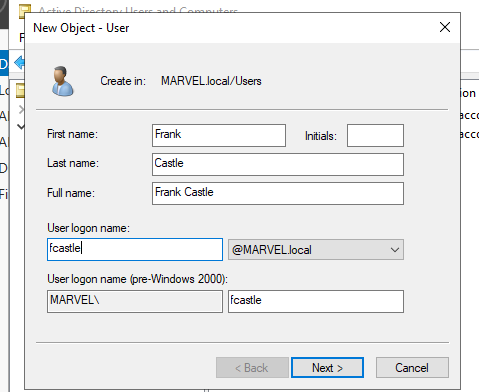 Active Directory Users and Computers
New Object - User
Create in: MARVEL.local/Users
First name: Frank Initials:
Last name: Castle
Full name: Frank Castle
User logon name:
fcastle @MARVEL.local
User logon name (pre-Windows 2000):
MARVEL\ fcastle
< Back Next > Cancel